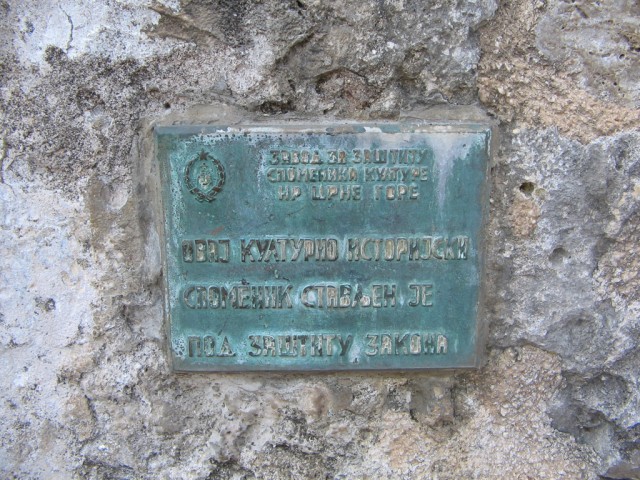 ЗАВОД ЗА ЗАШТИТУ
СПОМЕНИКА КУЛТУРЕ
НР ЦРНЕ ГОРЕ
ОВАЈ КУЛТУРНО ИСТОРИЈСКИ
СПОМЕНИК СТАВЉЕН ЈЕ
ПОД ЗАШТИТУ ЗАКОНА